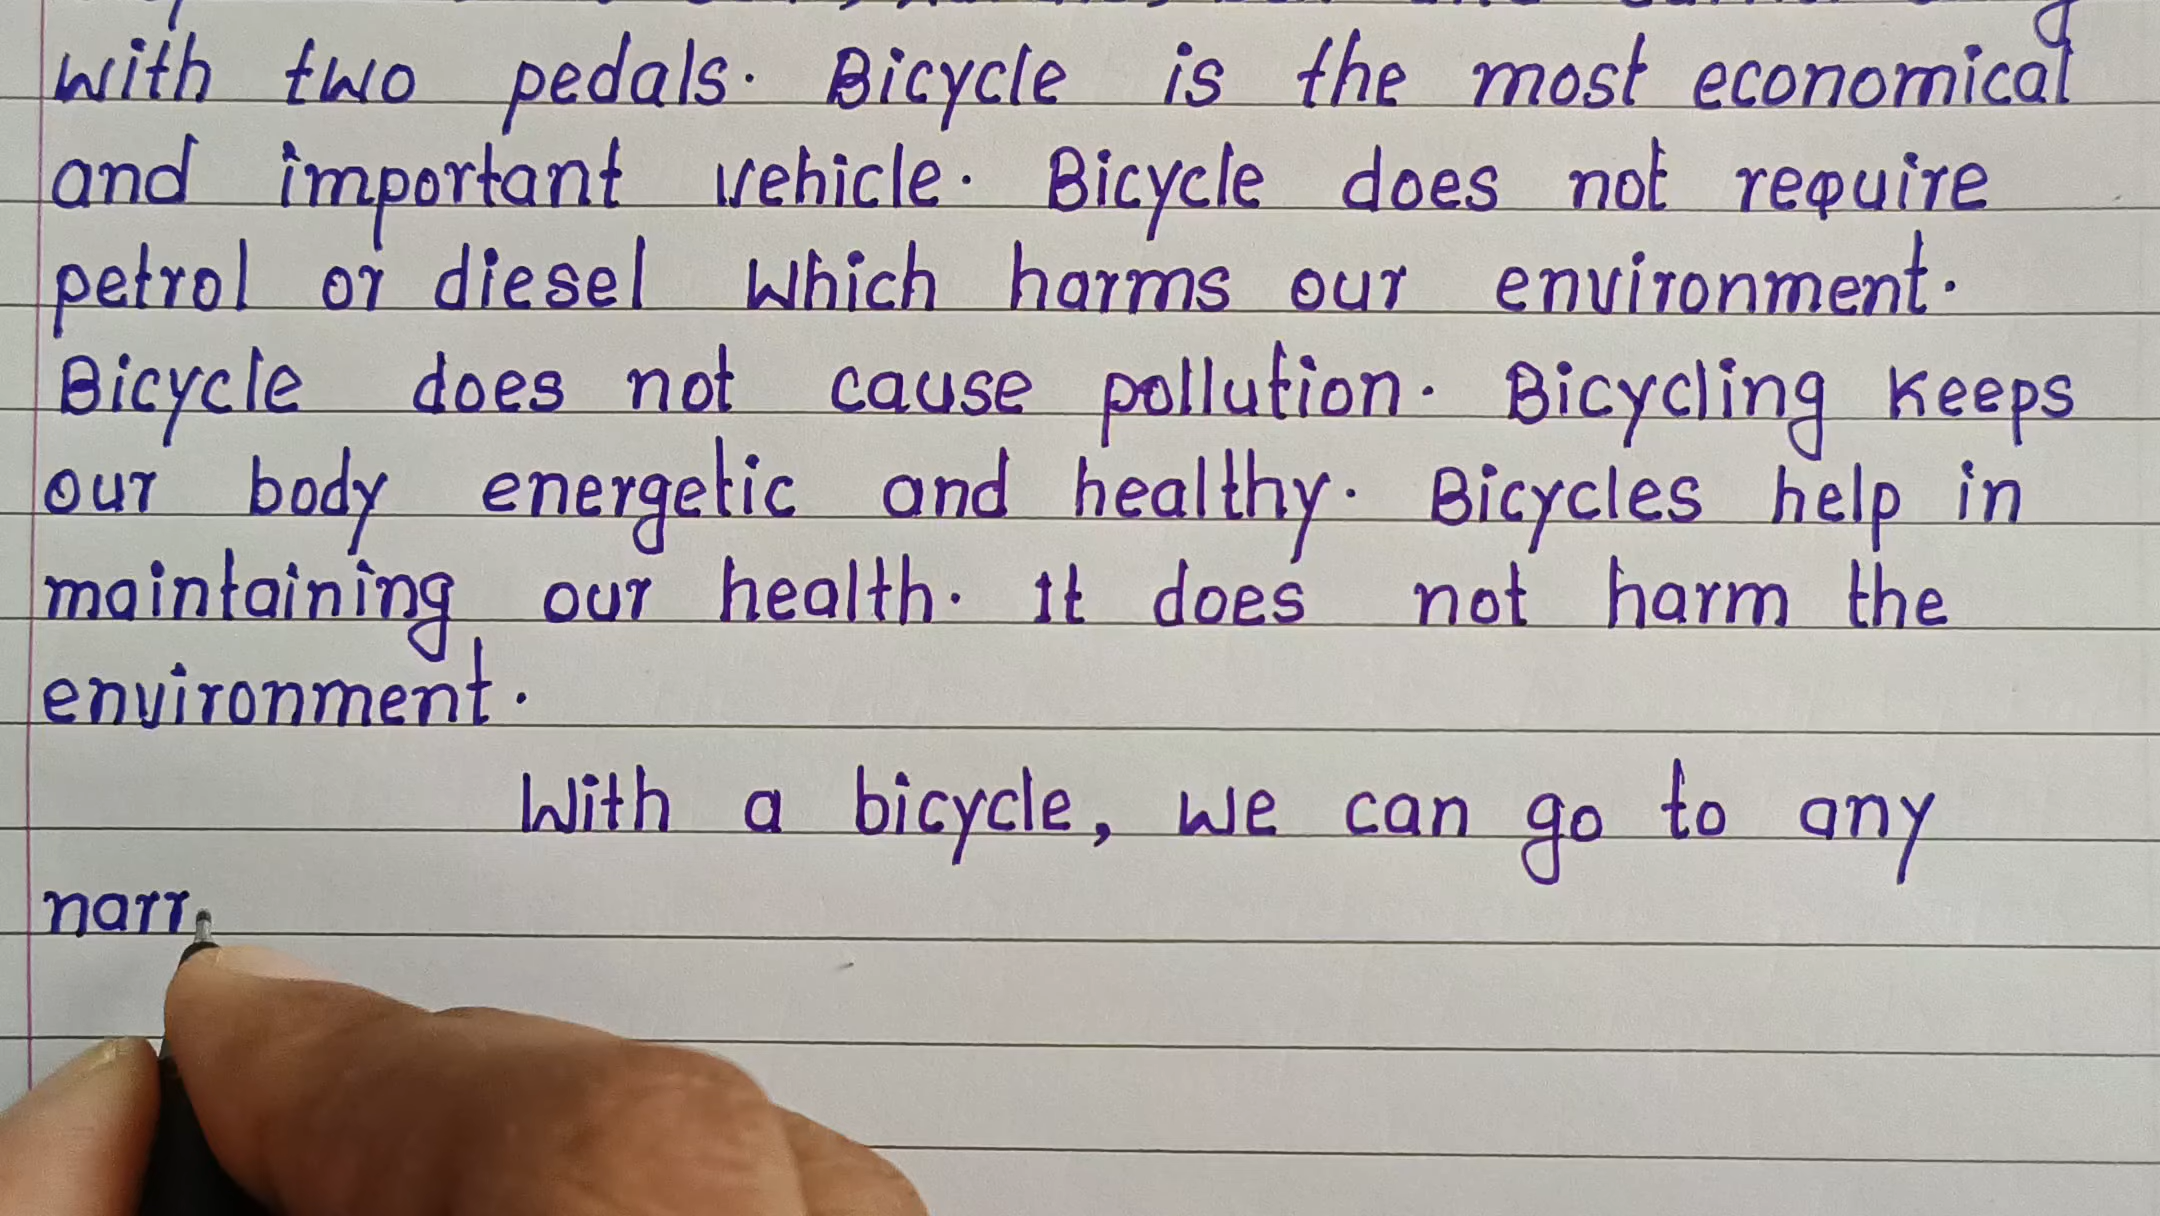 with two pedals. Bicycle is the most economical
and important vehicle. Bicycle does not require
petrol or diesel which harms our environment.
Bicycle does not cause pollution. Bicycling keeps
our body energetic and healthy. Bicycles help in
maintaining our health. It does not harm the
environment.
With a bicycle, we can go to any
narr